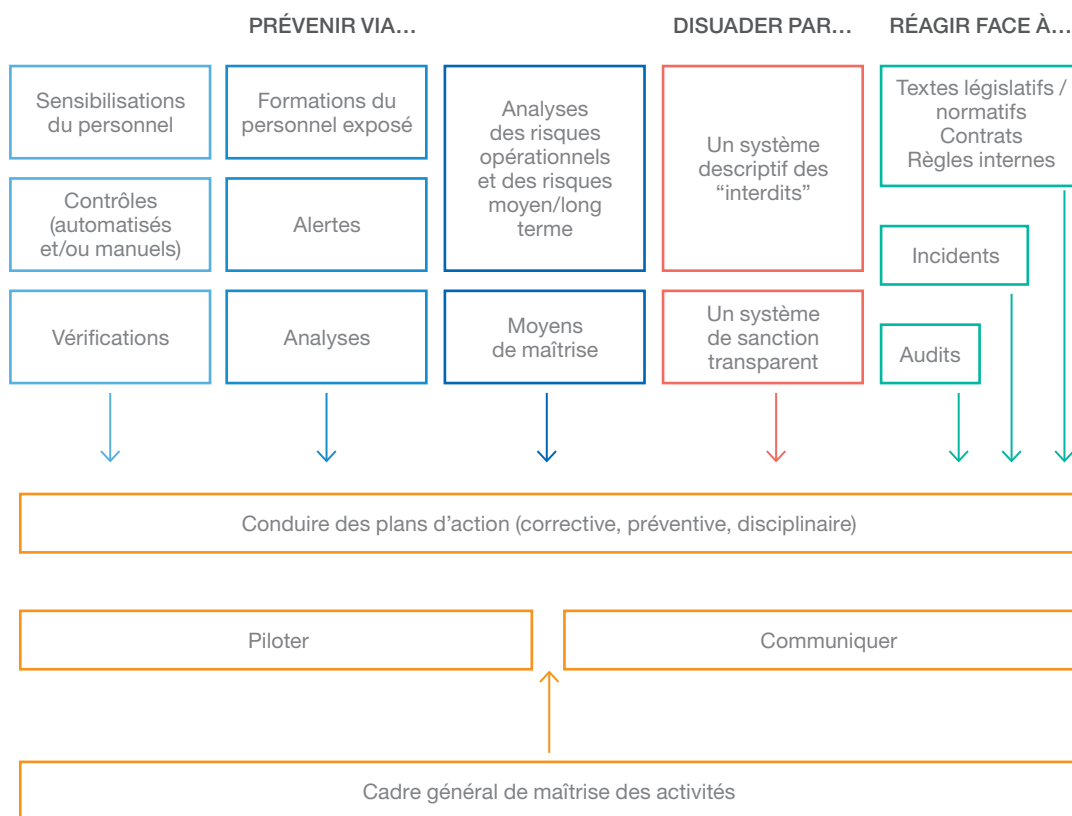 PRÉVENIR VIA…
DISUADER PAR…
RÉAGIR FACE À…
Sensibilisations
du personnel
Contrôles
(automatisés
et/ou manuels)
Vérifications
Formations du
personnel exposé
Alertes
Analyses
Analyses
des risques
opérationnels
et des risques
moyen/long
terme
Moyens
de maîtrise
Un système
descriptif des
“interdits”
Un système
de sanction
transparent
Textes législatifs /
normatifs
Contrats
Règles internes
Incidents
Audits
Conduire des plans d’action (corrective, préventive, disciplinaire)
Piloter
Communiquer
Cadre général de maîtrise des activités